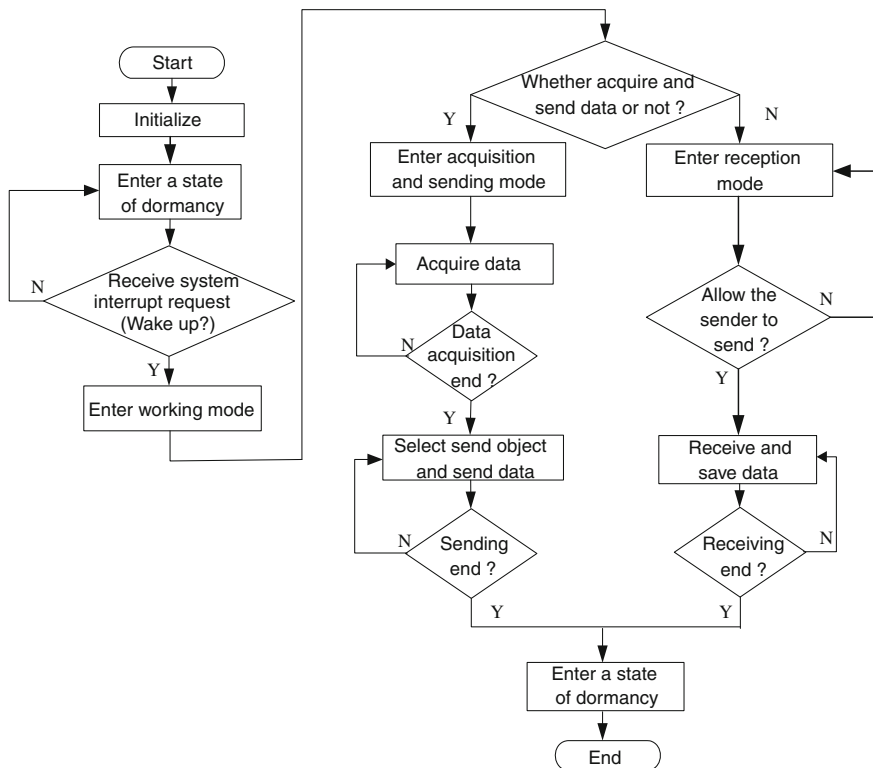 Start
Initialize
Enter a state
of dormancy
N
Receive system
interrupt request
(Wake up?)
Y
Enter working mode
Whether acquire and
send data or not ?
Y
N
Enter acquisition
and sending mode
Acquire data
N
Data
acquisition
end ?
Y
Select send object
and send data
N
Sending
end ?
Y
Enter reception
mode
Allow the
sender to
send ?
N
Y
Receive and
save data
N
Receiving
end ?
Y
Enter a state
of dormancy
End